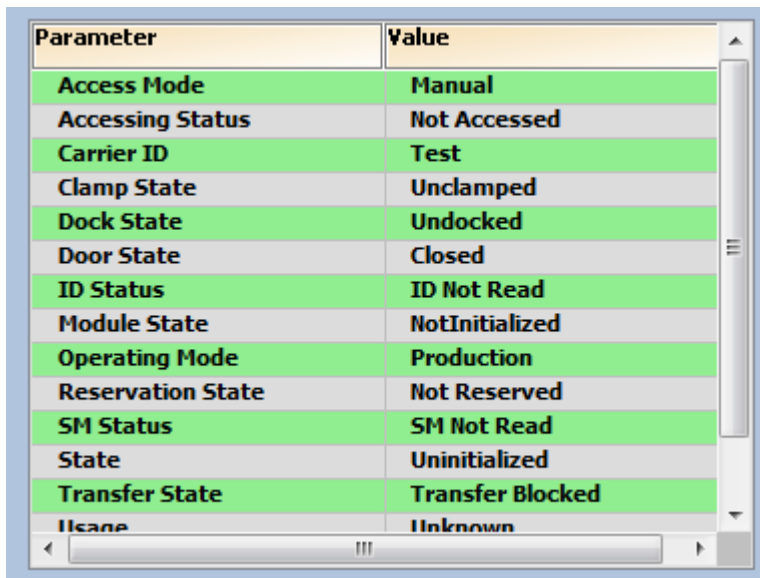 Parameter Value
Access Mode Manual
Accessing Status Not Accessed
Carrier ID Test
Clamp State Unclamped
Dock State Undocked
Door State Closed
ID Status ID Not Read
Module State NotInitialized
Operating Mode Production
Reservation State Not Reserved
SM Status SM Not Read
State Uninitialized
Transfer State Transfer Blocked
Usage Unknown